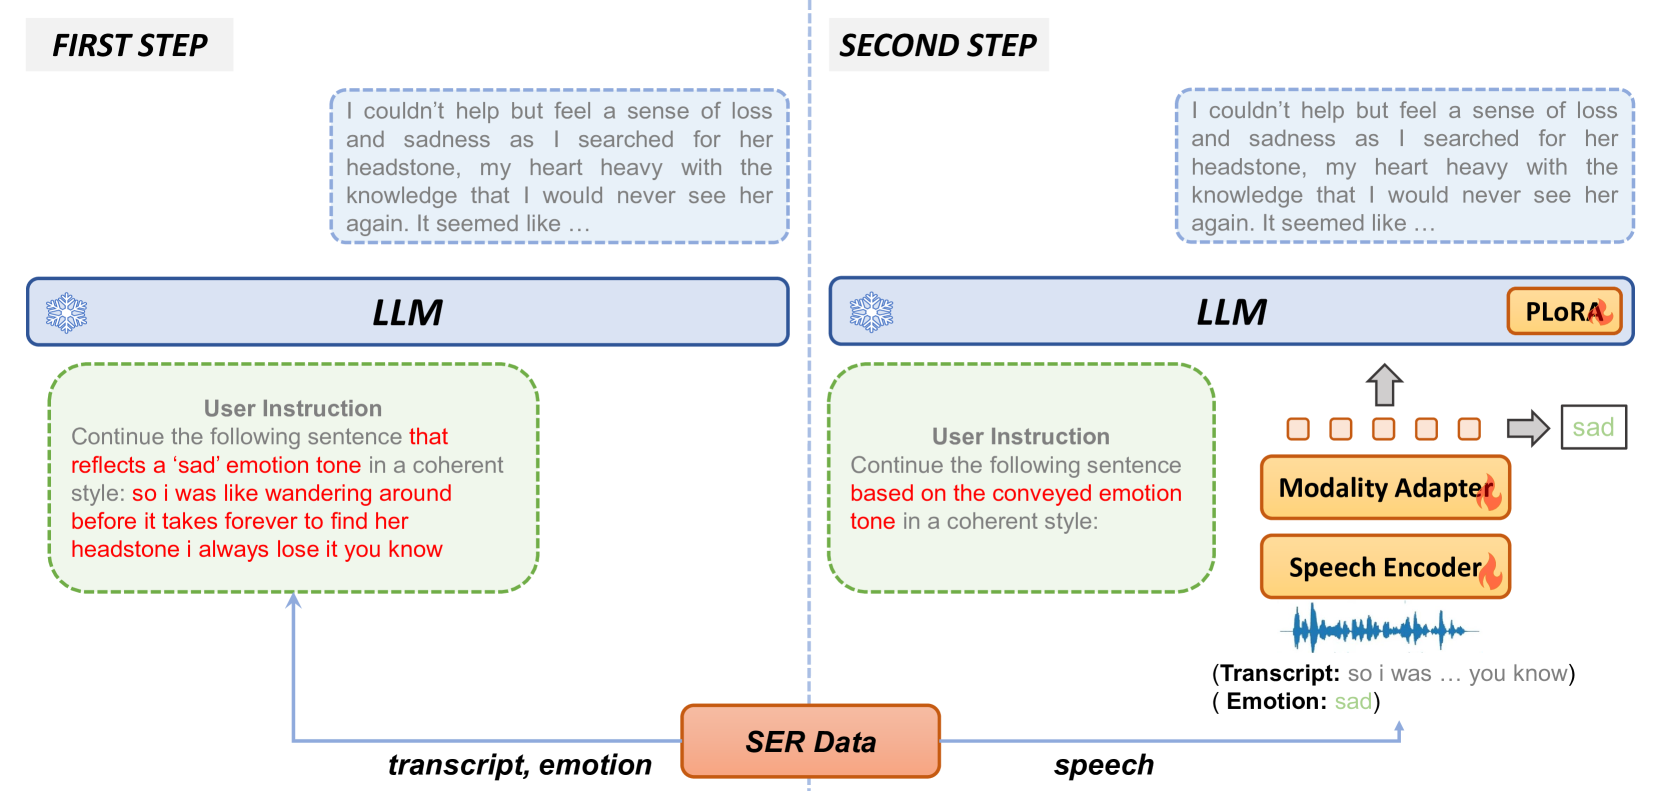 FIRST STEP
I couldn’t help but feel a sense of loss
and sadness as I searched for her
headstone, my heart heavy with the
knowledge that I would never see her
again. It seemed like …
LLM
User Instruction
Continue the following sentence that
reflects a ‘sad’ emotion tone in a coherent
style: so i was like wandering around
before it takes forever to find her
headstone i always lose it you know
transcript, emotion
SER Data
SECOND STEP
I couldn’t help but feel a sense of loss
and sadness as I searched for her
headstone, my heart heavy with the
knowledge that I would never see her
again. It seemed like …
LLM
PLoRA
User Instruction
Continue the following sentence
based on the conveyed emotion
tone in a coherent style:
sad
Modality Adapter
Speech Encoder
(Transcript: so i was … you know)
( Emotion: sad)
speech